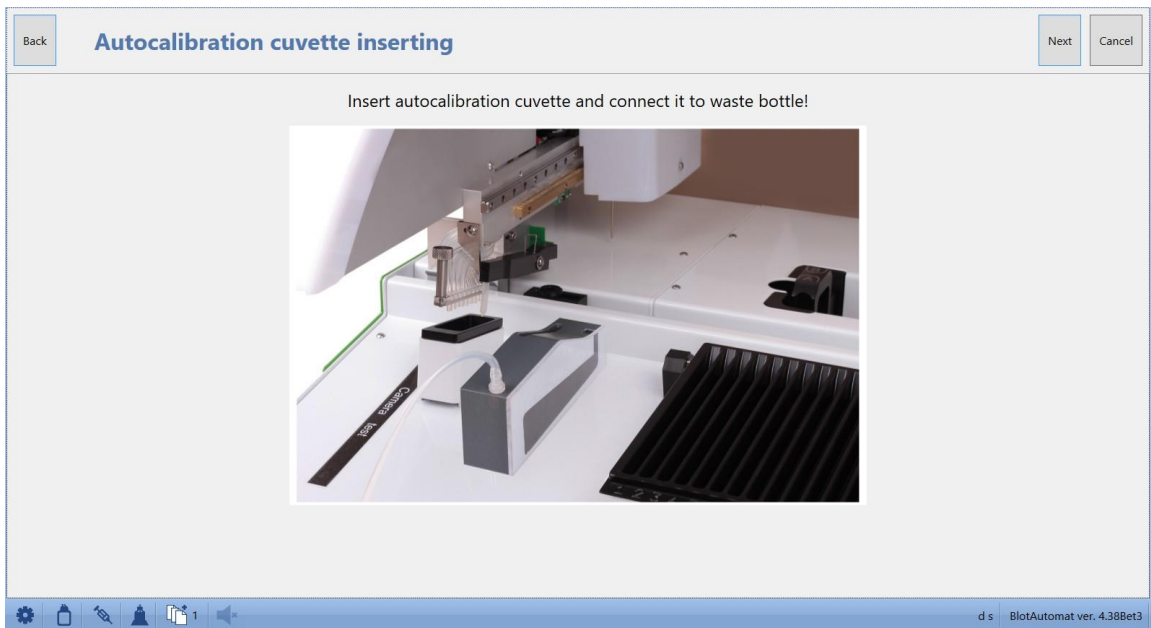 Back
Autocalibration cuvette inserting
Next
Cancel
Insert autocalibration cuvette and connect it to waste bottle!
Camera test
1
d s
BlotAutomat ver. 4.38Bet3